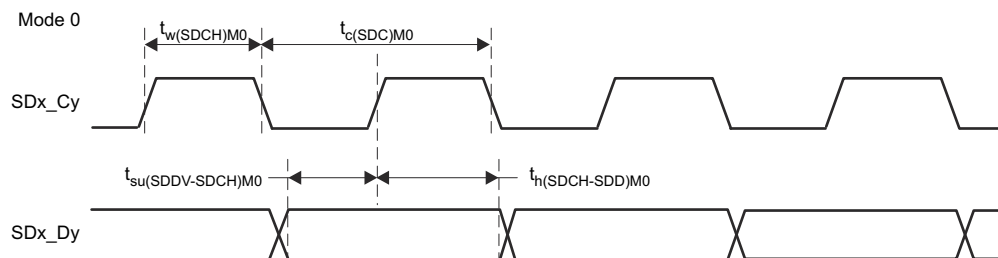 Mode 0
tw(SDCH)M0
tc(SDC)M0
SDx_Cy
tsu(SDDV-SDCH)M0
th(SDCH-SDD)M0
SDx_Dy